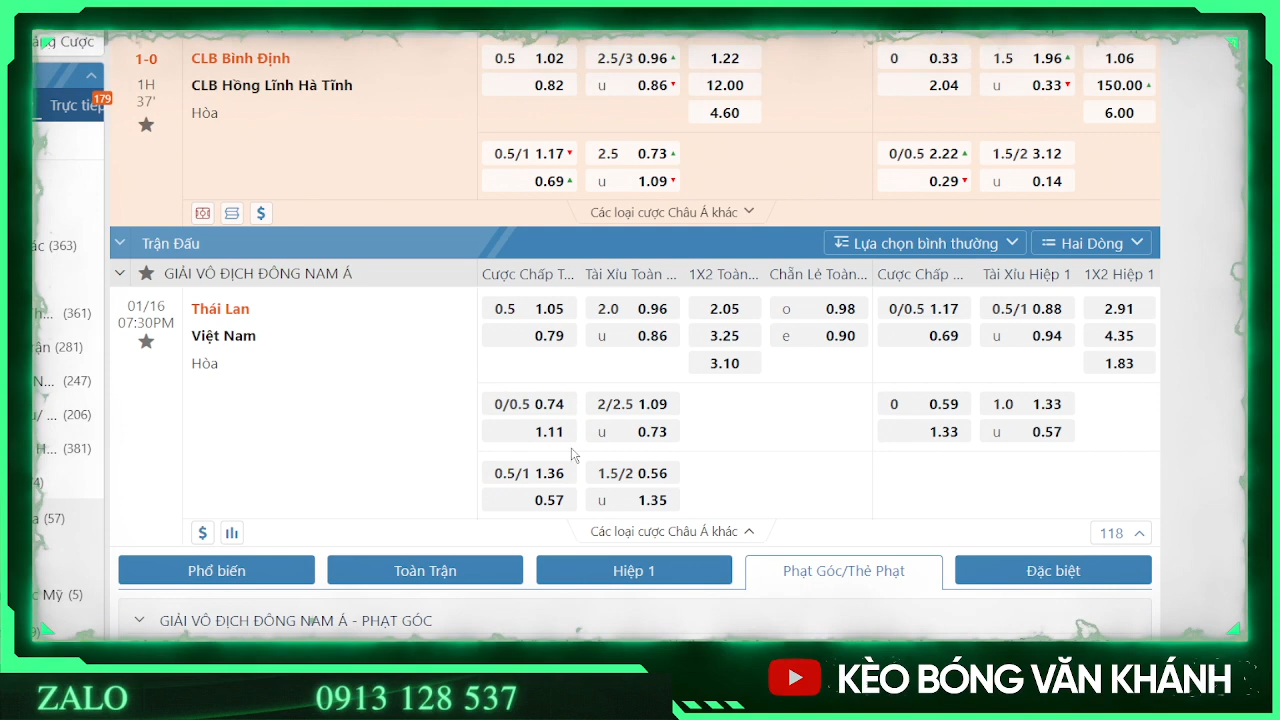 1-0 CLB Bình Định 0.5 1.02 2.5/3 0.96 1.22 0 0.33 1.5 1.96 1.06
1H CLB Hồng Lĩnh Hà Tĩnh 0.82 u 0.86 12.00 2.04 u 0.33 150.00
37' Hòa 4.60 6.00
0.5/1 1.17 2.5 0.73 0/0.5 2.22 1.5/2 3.12
0.69 u 1.09 0.29 u 0.14
$ Các loại cược Châu Á khác
Cược
Trực tiếp 179
(363)
(361)
(281)
N... (247)
(206)
H... (381)
(57)
Mỹ (5)
Trận Đấu Lựa chọn bình thường Hai Dòng
GIẢI VÔ ĐỊCH ĐÔNG NAM Á Cược Chấp T... Tài Xỉu Toàn ... 1X2 Toàn... Chẵn Lẻ Toàn... Cược Chấp ... Tài Xỉu Hiệp 1 1X2 Hiệp 1
01/16 Thái Lan 0.5 1.05 2.0 0.96 2.05 o 0.98 0/0.5 1.17 0.5/1 0.88 2.91
07:30PM Việt Nam 0.79 u 0.86 3.25 e 0.90 0.69 u 0.94 4.35
Hòa 3.10 1.83
0/0.5 0.74 2/2.5 1.09 0 0.59 1.0 1.33
1.11 u 0.73 1.33 u 0.57
0.5/1 1.36 1.5/2 0.56
0.57 u 1.35
$ Các loại cược Châu Á khác 118
Phổ biến Toàn Trận Hiệp 1 Phạt Góc/Thẻ Phạt Đặc biệt
GIẢI VÔ ĐỊCH ĐÔNG NAM Á - PHẠT GÓC
ZALO 0913 128 537
KÈO BÓNG VĂN KHÁNH